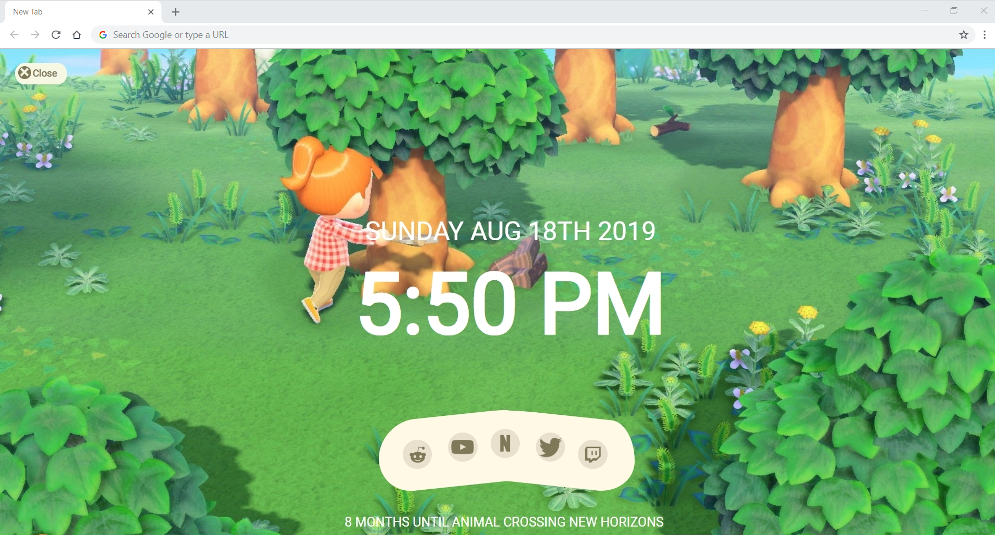 New Tab
Search Google or type a URL
Close
SUNDAY AUG 18TH 2019
5:50 PM
N
8 MONTHS UNTIL ANIMAL CROSSING NEW HORIZONS